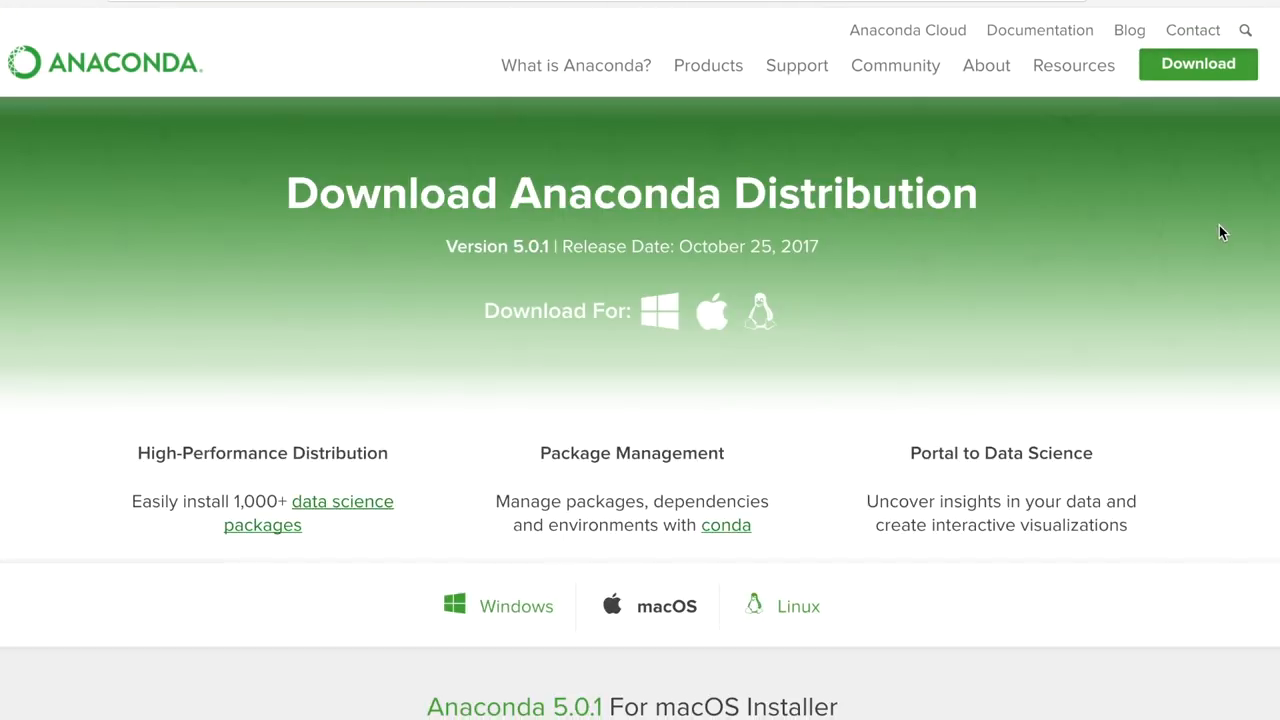 Anaconda Cloud Documentation Blog Contact
ANACONDA.
What is Anaconda? Products Support Community About Resources Download
Download Anaconda Distribution
Version 5.0.1 | Release Date: October 25, 2017
Download For:
High-Performance Distribution
Easily install 1,000+ data science
packages
Package Management
Manage packages, dependencies
and environments with conda
Portal to Data Science
Uncover insights in your data and
create interactive visualizations
Windows macOS Linux
Anaconda 5.0.1 For macOS Installer